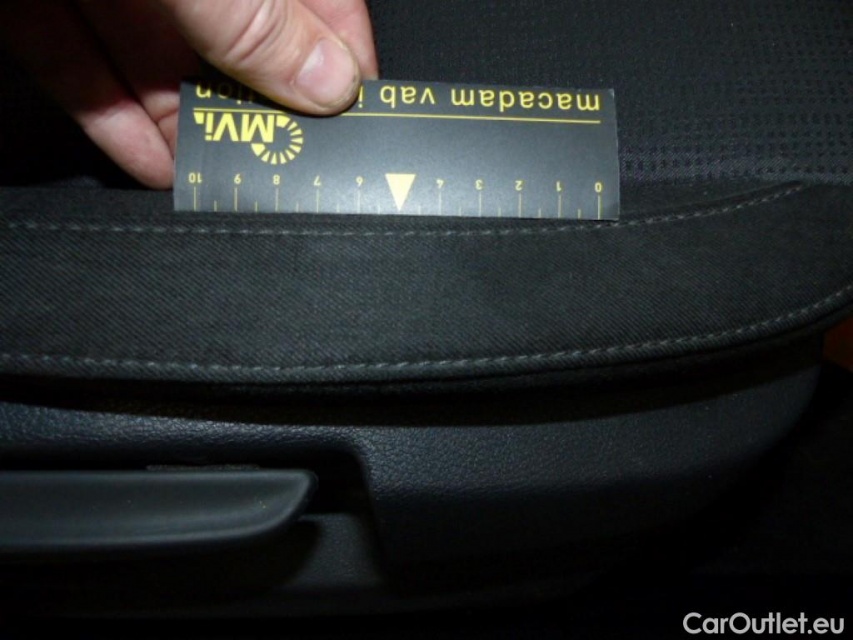 macadam vab i
MVi.
10 9 8 7 6 4 3 2 1 0
CarOutlet.eu